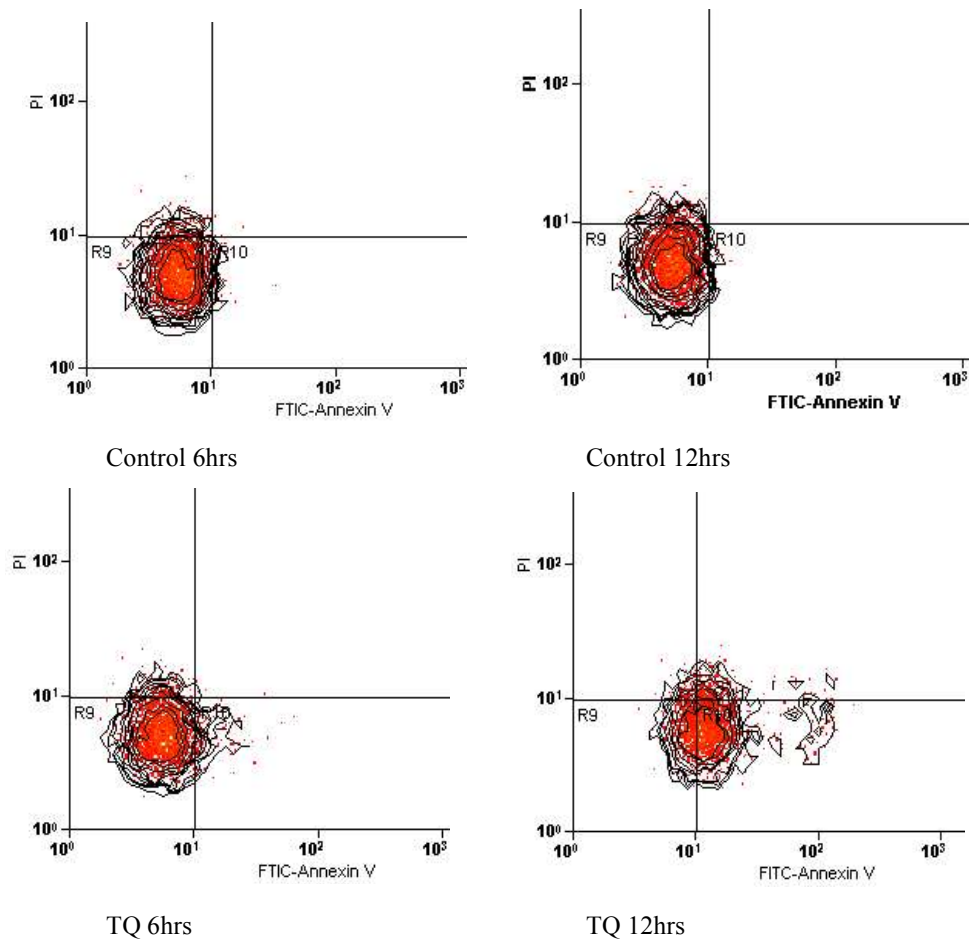 PI
10²
10¹
10⁰
R9
R10
10⁰ 10¹ 10² 10³
FTIC-Annexin V
Control 6hrs
PI
10²
10¹
10⁰
R9
R10
10⁰ 10¹ 10² 10³
FTIC-Annexin V
Control 12hrs
PI
10²
10¹
10⁰
R9
10⁰ 10¹ 10² 10³
FTIC-Annexin V
TQ 6hrs
PI
10²
10¹
10⁰
R9
10⁰ 10¹ 10² 10³
FITC-Annexin V
TQ 12hrs